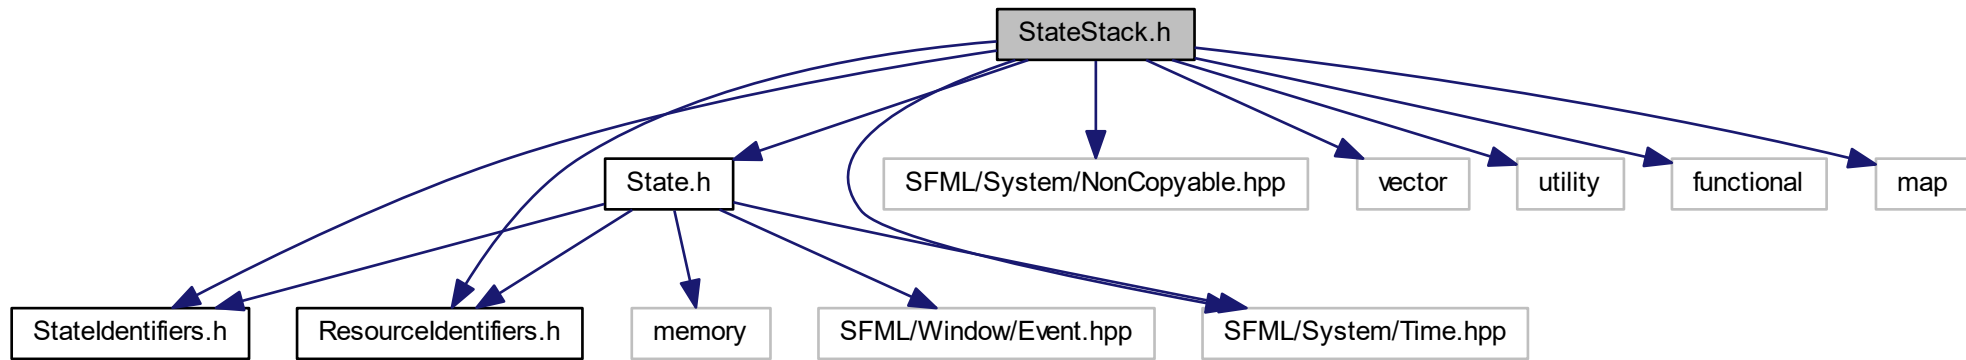 StateStack.h
State.h
SFML/System/NonCopyable.hpp
vector
utility
functional
map
StateIdentifiers.h
ResourceIdentifiers.h
memory
SFML/Window/Event.hpp
SFML/System/Time.hpp